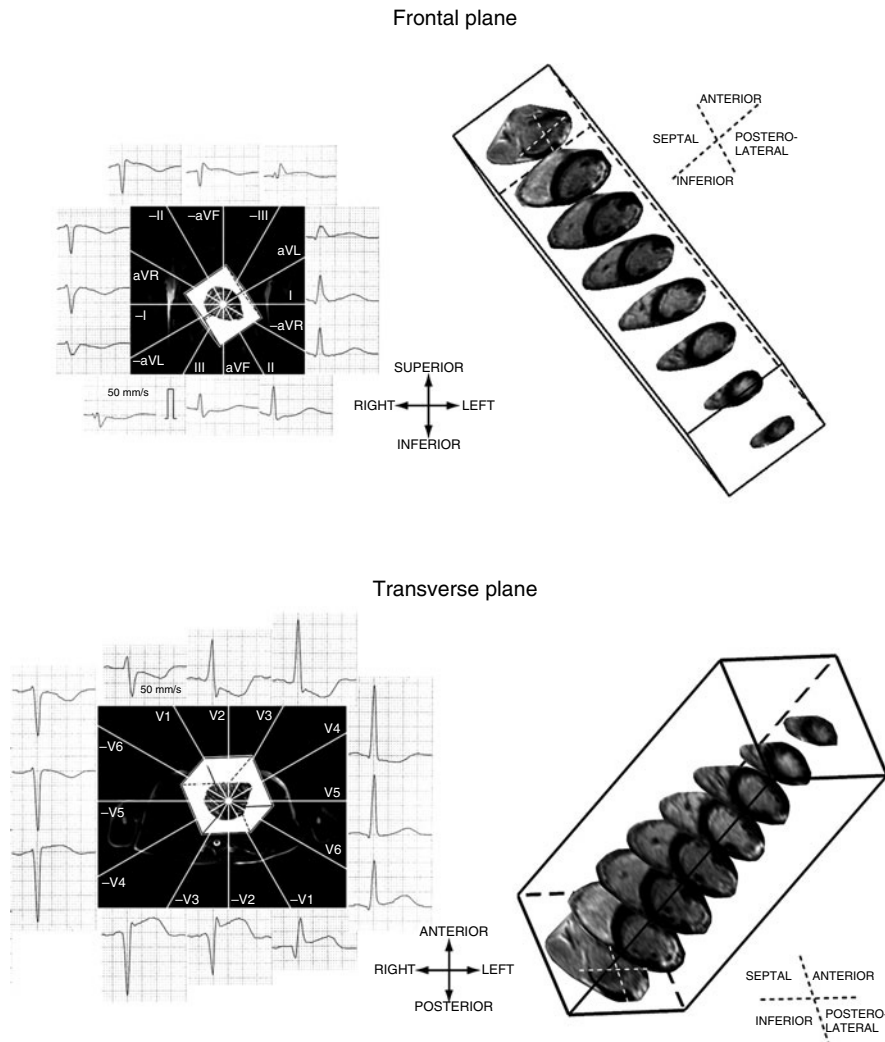 Frontal plane
ANTERIOR
SEPTAL
POSTERO-
LATERAL
INFERIOR
–II
–aVF
–III
aVR
aVL
–I
I
–aVL
–aVR
III
aVF
II
50 mm/s
SUPERIOR
RIGHT
LEFT
INFERIOR
Transverse plane
50 mm/s
V1
V2
V3
–V6
V4
–V5
V5
–V4
V6
–V3
–V2
–V1
ANTERIOR
RIGHT
LEFT
POSTERIOR
SEPTAL
ANTERIOR
INFERIOR
POSTERO-
LATERAL